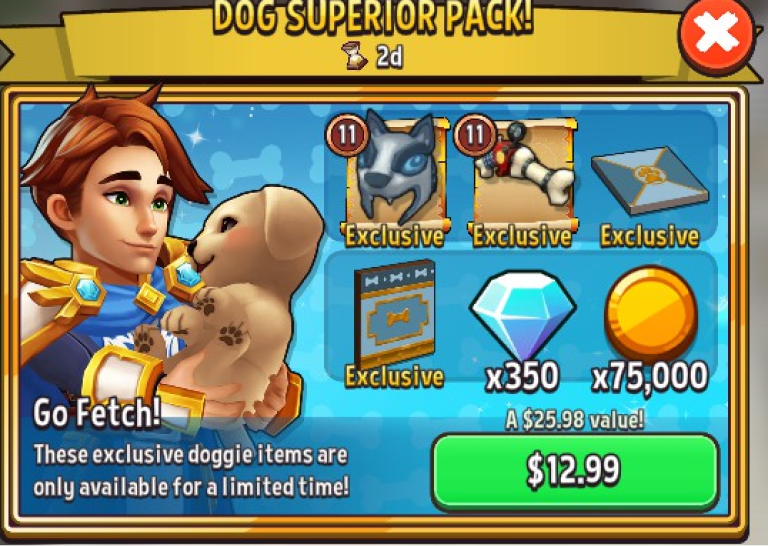 DOG SUPERIOR PACK!
2d
11
11
Exclusive
Exclusive
Exclusive
Exclusive
x350
x75,000
Go Fetch!
These exclusive doggie items are
only available for a limited time!
A $25.98 value!
$12.99